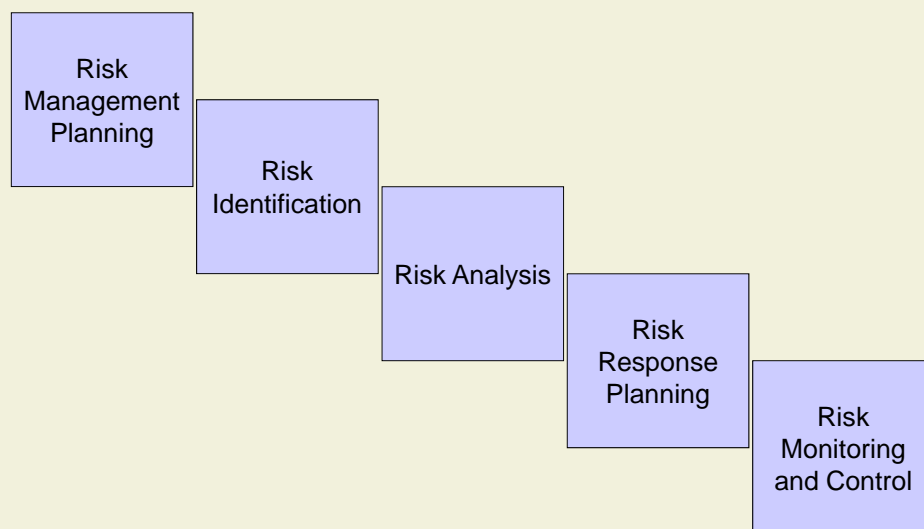 Risk
Management
Planning
Risk
Identification
Risk Analysis
Risk
Response
Planning
Risk
Monitoring
and Control